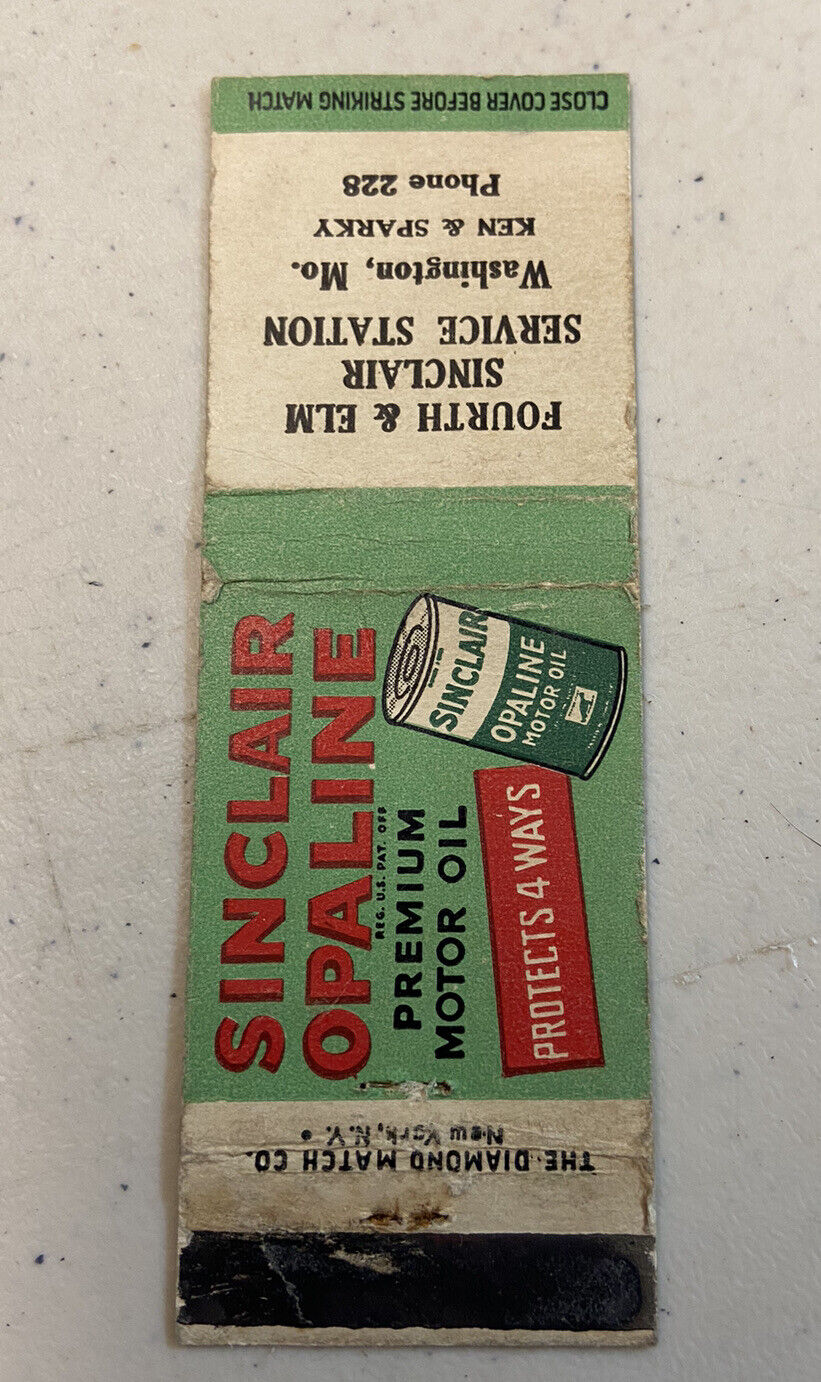 CLOSE COVER BEFORE STRIKING MATCH
FOURTH & ELM
SINCLAIR
SERVICE STATION
Washington, Mo.
KEN & SPARKY
Phone 228
SINCLAIR
OPALINE
REG. U.S. PAT. OFF
PREMIUM
MOTOR OIL
SINCLAIR
OPALINE
MOTOR OIL
PROTECTS 4 WAYS
THE DIAMOND MATCH CO.
New York, N.Y.